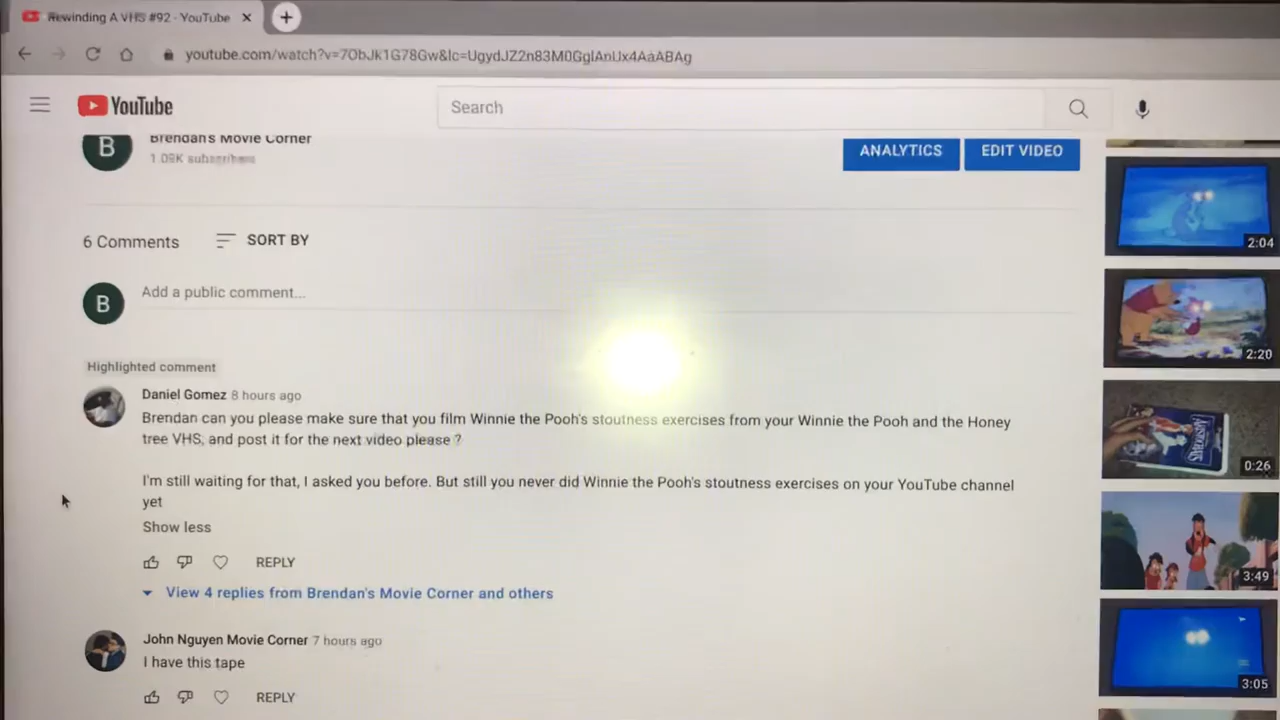 Rewinding A VHS #92 - YouTube
youtube.com/watch?v=7ObJk1G78Gw&lc=UgydJZ2n83M0GglAnUx4AaABAg
YouTube
Search
B
Brendan's Movie Corner
1.09K subscribers
ANALYTICS
EDIT VIDEO
2:04
6 Comments
SORT BY
B
Add a public comment...
2:20
Highlighted comment
Daniel Gomez 8 hours ago
Brendan can you please make sure that you film Winnie the Pooh's stoutness exercises from your Winnie the Pooh and the Honey
tree VHS, and post it for the next video please ?
0:26
I'm still waiting for that, I asked you before. But still you never did Winnie the Pooh's stoutness exercises on your YouTube channel
yet
Show less
REPLY
3:49
View 4 replies from Brendan's Movie Corner and others
John Nguyen Movie Corner 7 hours ago
I have this tape
REPLY
3:05